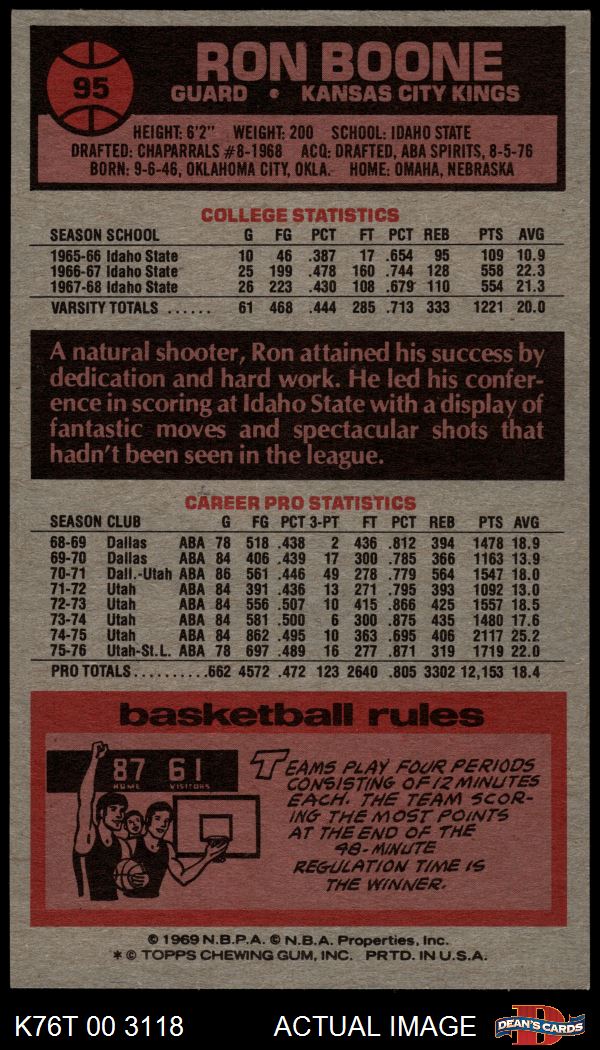 95
RON BOONE
GUARD • KANSAS CITY KINGS
HEIGHT: 6'2" WEIGHT: 200 SCHOOL: IDAHO STATE
DRAFTED: CHAPARRALS #8-1968 ACQ: DRAFTED, ABA SPIRITS, 8-5-76
BORN: 9-6-46, OKLAHOMA CITY, OKLA. HOME: OMAHA, NEBRASKA
COLLEGE STATISTICS
SEASON SCHOOL G FG PCT FT PCT REB PTS AVG
1965-66 Idaho State 10 46 .387 17 .654 95 109 10.9
1966-67 Idaho State 25 199 .478 160 .744 128 558 22.3
1967-68 Idaho State 26 223 .430 108 .679 110 554 21.3
VARSITY TOTALS ...... 61 468 .444 285 .713 333 1221 20.0
A natural shooter, Ron attained his success by
dedication and hard work. He led his confer-
ence in scoring at Idaho State with a display of
fantastic moves and spectacular shots that
hadn't been seen in the league.
CAREER PRO STATISTICS
SEASON CLUB G FG PCT 3-PT FT PCT REB PTS AVG
68-69 Dallas ABA 78 518 .438 2 436 .812 394 1478 18.9
69-70 Dallas ABA 84 406 .439 17 300 .785 366 1163 13.9
70-71 Dall.-Utah ABA 86 561 .446 49 278 .779 564 1547 18.0
71-72 Utah ABA 84 391 .436 13 271 .795 393 1092 13.0
72-73 Utah ABA 84 556 .507 10 415 .866 425 1557 18.5
73-74 Utah ABA 84 581 .500 6 300 .875 435 1480 17.6
74-75 Utah ABA 84 862 .495 10 363 .695 406 2117 25.2
75-76 Utah-St.L. ABA 78 697 .489 16 277 .871 319 1719 22.0
PRO TOTALS..........662 4572 .472 123 2640 .805 3302 12,153 18.4
basketball rules
87 61
HOME VISITORS
TEAMS PLAY FOUR PERIODS
CONSISTING OF 12 MINUTES
EACH. THE TEAM SCOR-
ING THE MOST POINTS
AT THE END OF THE
48-MINUTE
REGULATION TIME IS
THE WINNER.
© 1969 N.B.P.A. © N.B.A. Properties, Inc.
* © TOPPS CHEWING GUM, INC. PRTD. IN U.S.A.
K76T 00 3118 ACTUAL IMAGE
D
DEAN'S CARDS